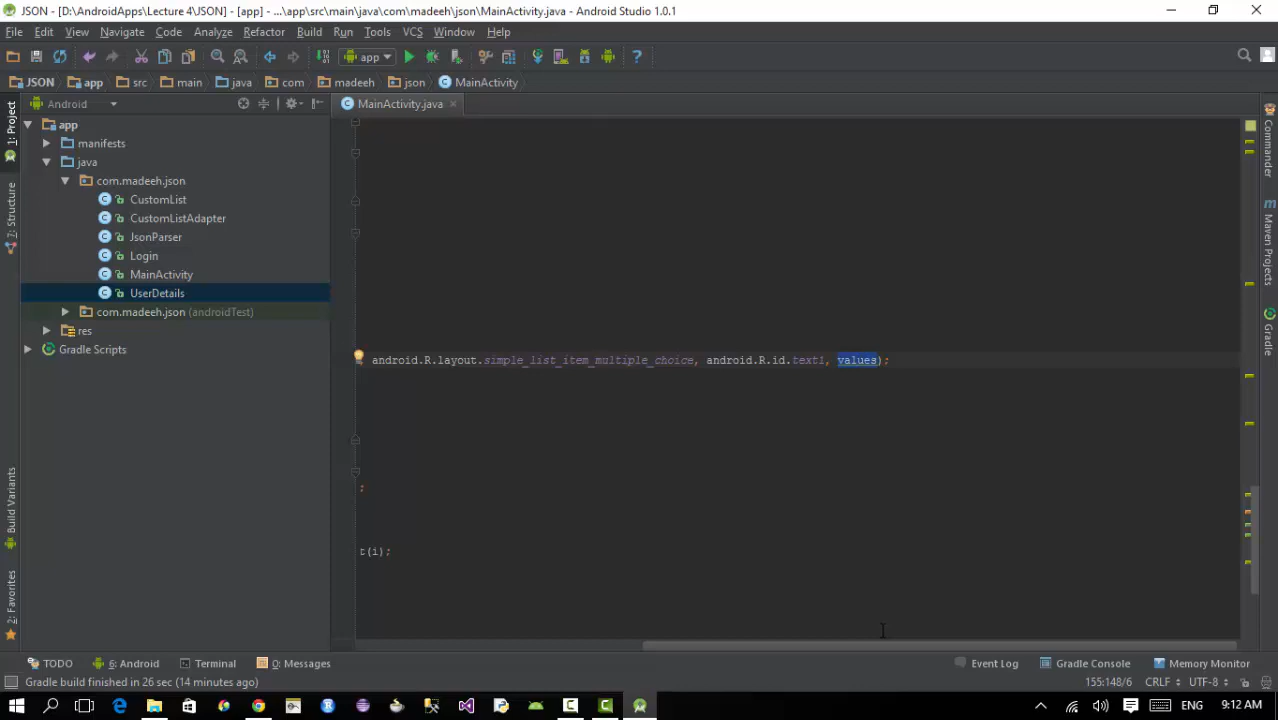 JSON - [D:\AndroidApps\Lecture 4\JSON] - [app] - ...\app\src\main\java\com\madeeh\json\MainActivity.java - Android Studio 1.0.1
File Edit View Navigate Code Analyze Refactor Build Run Tools VCS Window Help
app
JSON app src main java com madeeh json MainActivity
Android
MainActivity.java
1: Project
7: Structure
Build Variants
2: Favorites
app
manifests
java
com.madeeh.json
CustomList
CustomListAdapter
JsonParser
Login
MainActivity
UserDetails
com.madeeh.json (androidTest)
res
Gradle Scripts
android.R.layout.simple_list_item_multiple_choice, android.R.id.text1, values);
;
t(i);
Commander
Maven Projects
Gradle
TODO 6: Android Terminal 0: Messages Event Log Gradle Console Memory Monitor
Gradle build finished in 26 sec (14 minutes ago) 155:148/6 CRLF UTF-8
ENG 9:12 AM